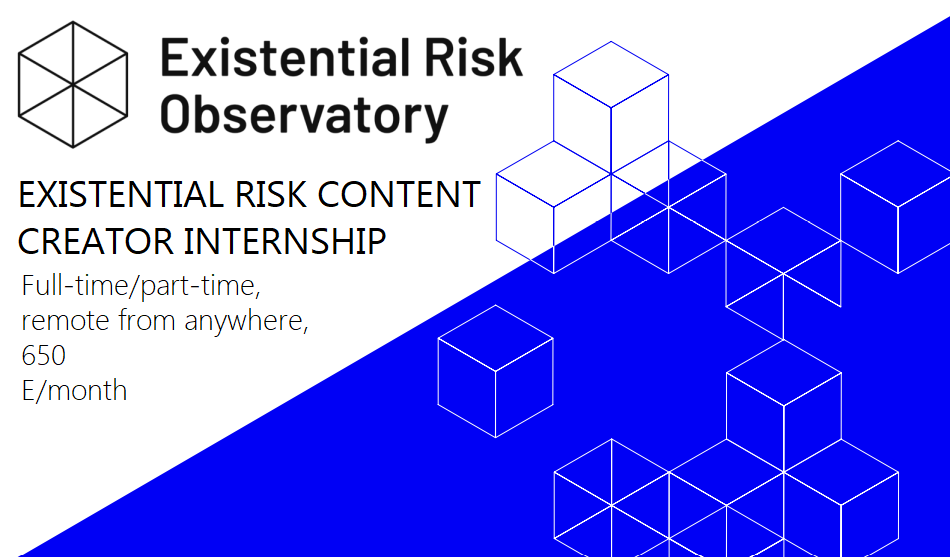 Existential Risk
Observatory
EXISTENTIAL RISK CONTENT
CREATOR INTERNSHIP
Full-time/part-time,
remote from anywhere,
650
E/month